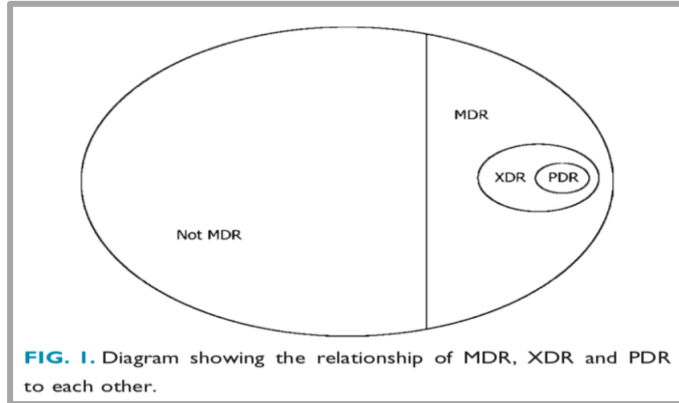 MDR
XDR PDR
Not MDR
FIG. 1. Diagram showing the relationship of MDR, XDR and PDR
to each other.